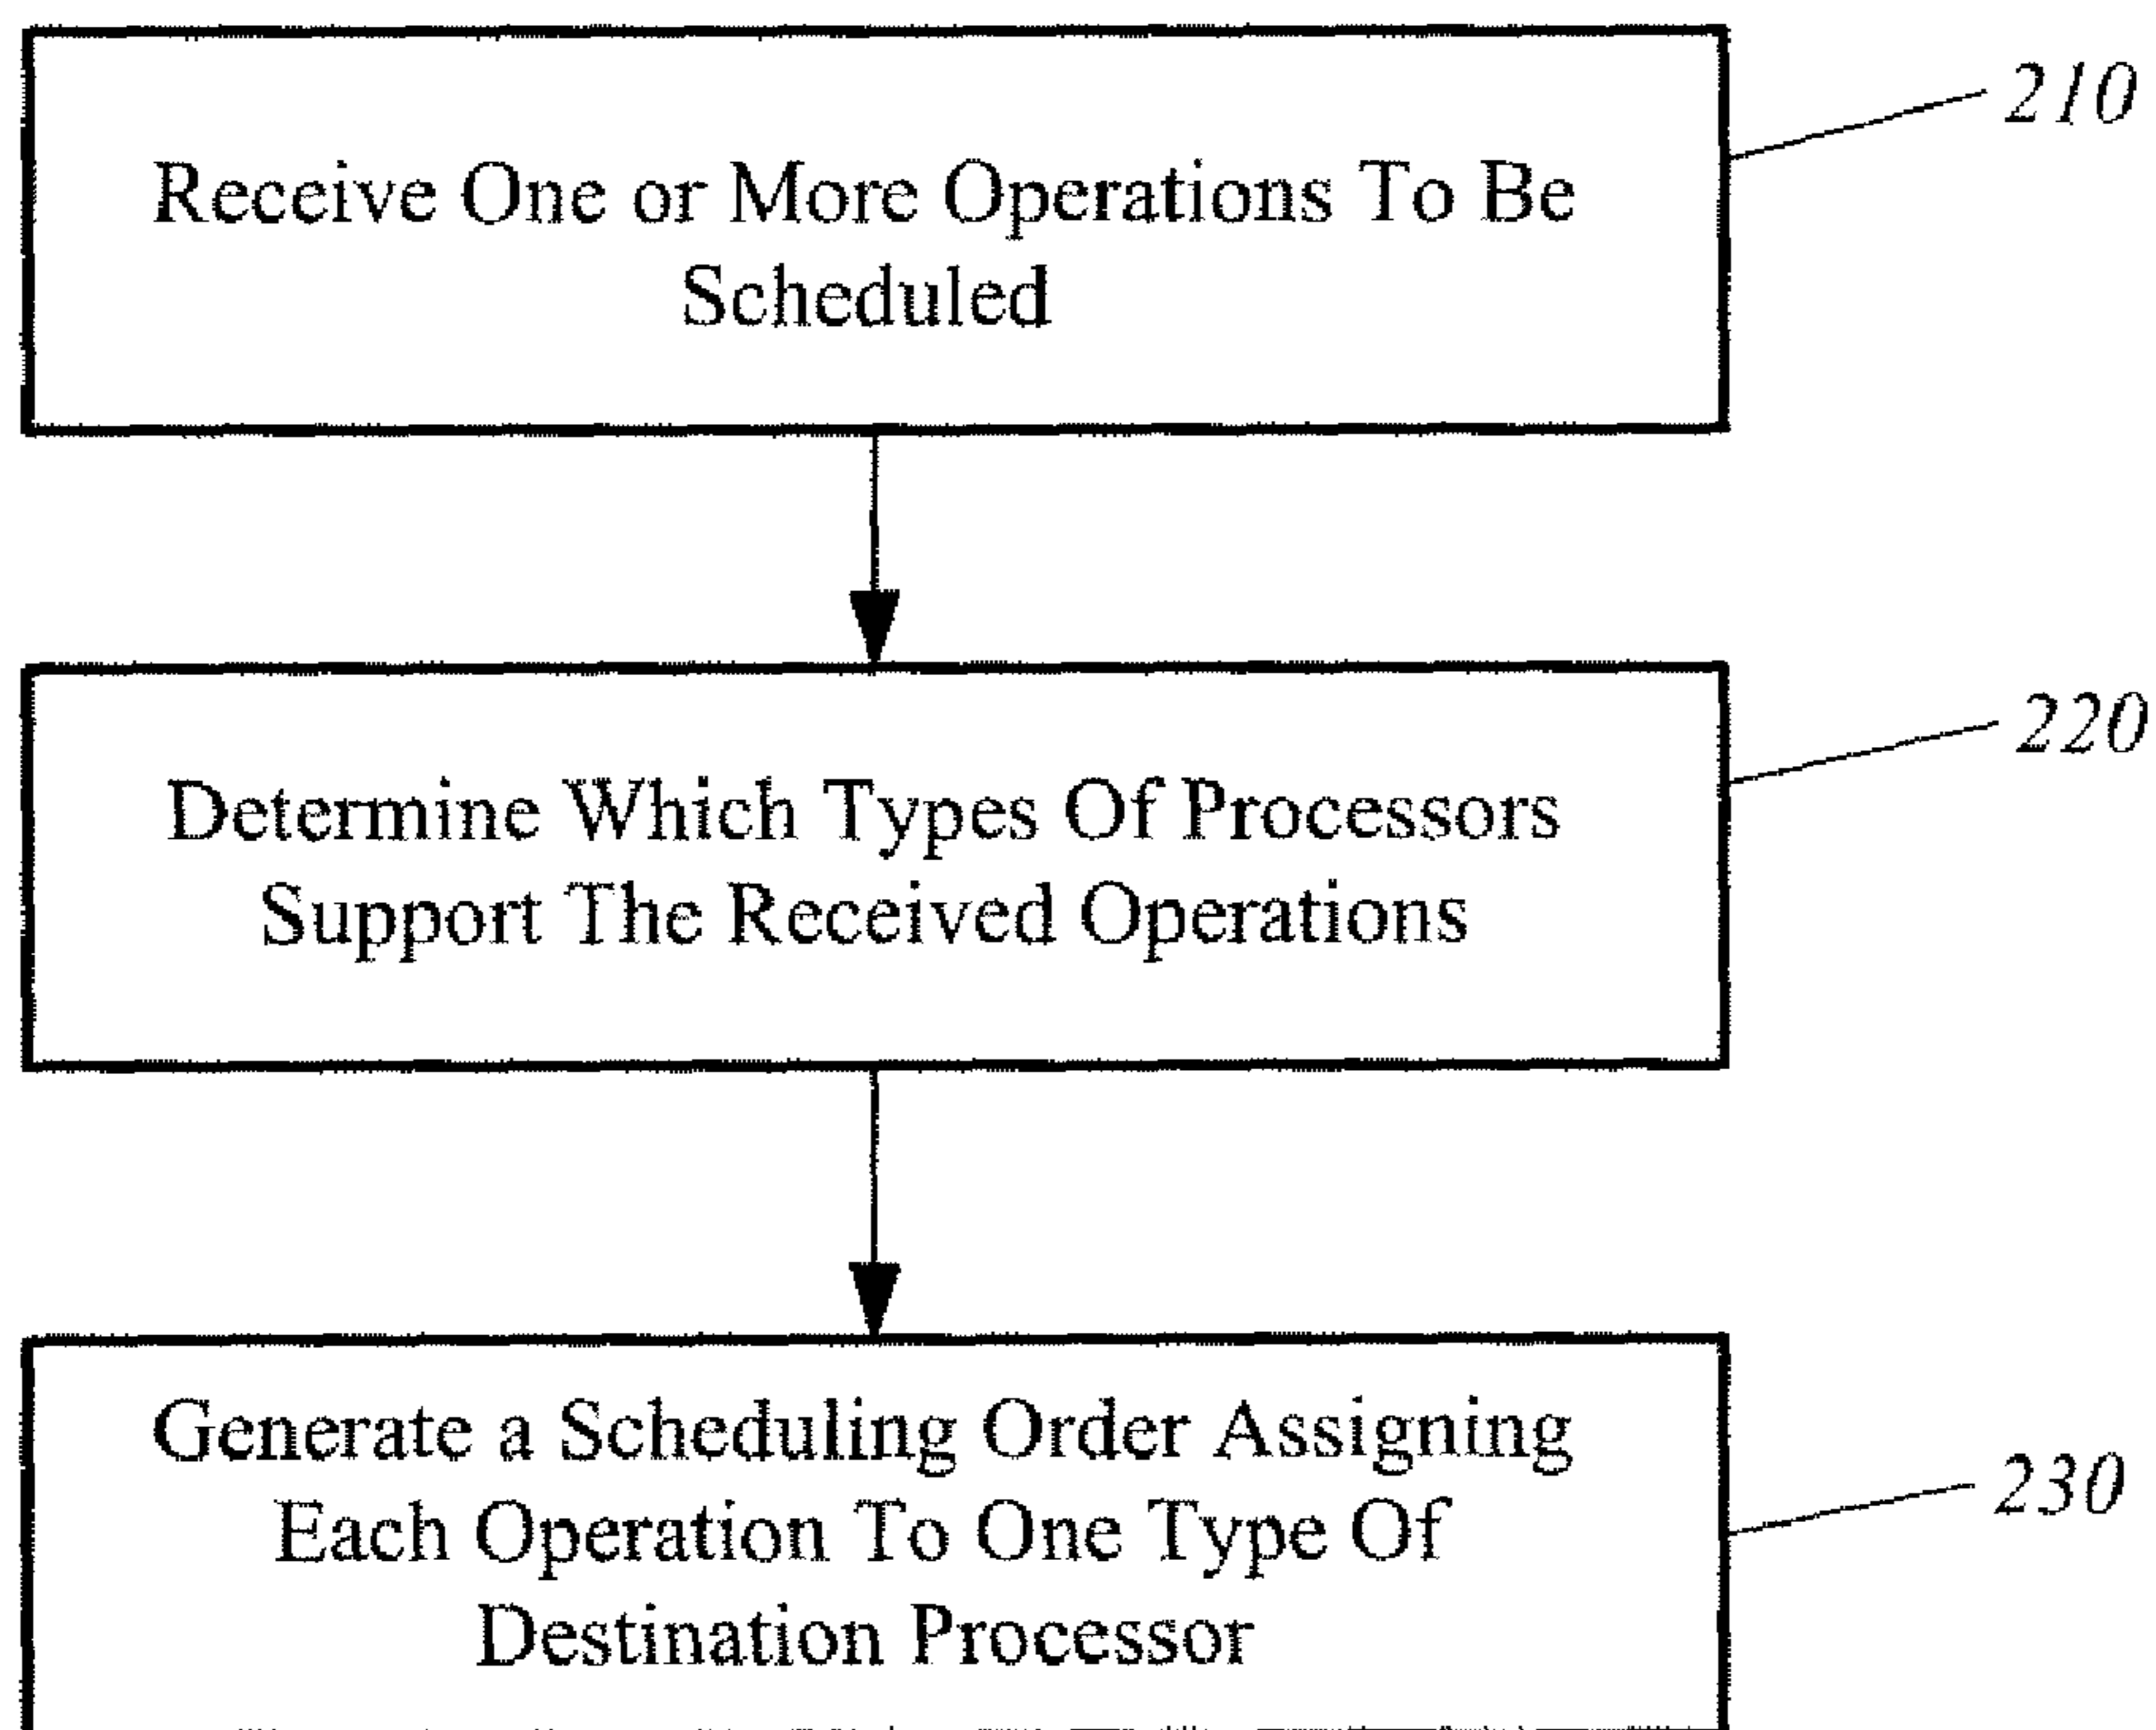 Receive One or More Operations To Be
Scheduled
210
Determine Which Types Of Processors
Support The Received Operations
220
Generate a Scheduling Order Assigning
Each Operation To One Type Of
Destination Processor
230